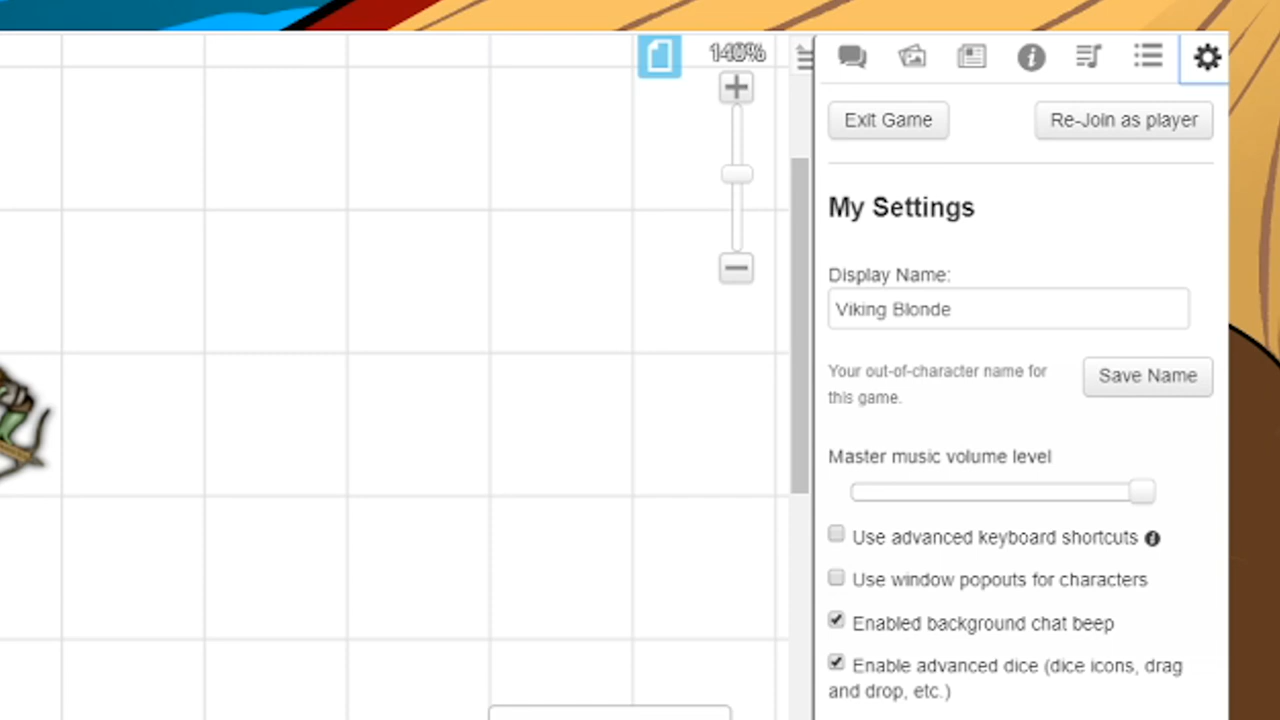 140%
Exit Game
Re-Join as player
My Settings
Display Name:
Viking Blonde
Your out-of-character name for
this game.
Save Name
Master music volume level
Use advanced keyboard shortcuts
Use window popouts for characters
Enabled background chat beep
Enable advanced dice (dice icons, drag
and drop, etc.)